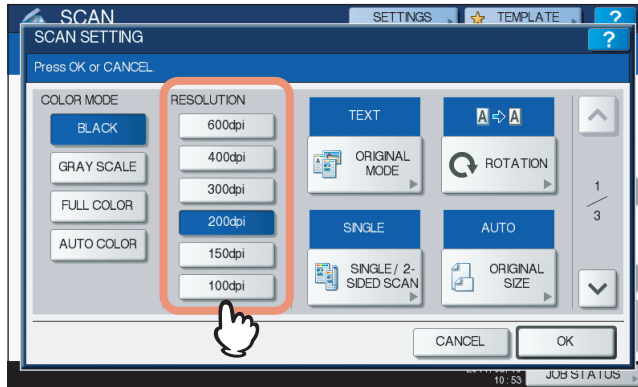 SCAN
SETTINGS
TEMPLATE
?
SCAN SETTING
?
Press OK or CANCEL.
COLOR MODE
BLACK
GRAY SCALE
FULL COLOR
AUTO COLOR
RESOLUTION
600dpi
400dpi
300dpi
200dpi
150dpi
100dpi
TEXT
ORIGINAL
MODE
A A
ROTATION
SINGLE
SINGLE / 2-
SIDED SCAN
AUTO
ORIGINAL
SIZE
1
3
CANCEL
OK
10:53
JOB STATUS